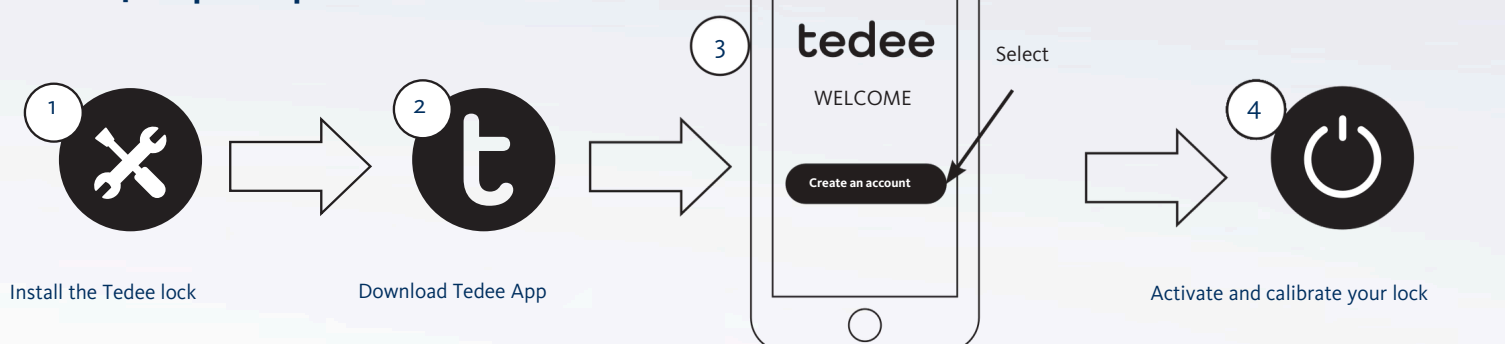 1
Install the Tedee lock
2
t
Download Tedee App
3
tedee
WELCOME
Create an account
Select
4
Activate and calibrate your lock